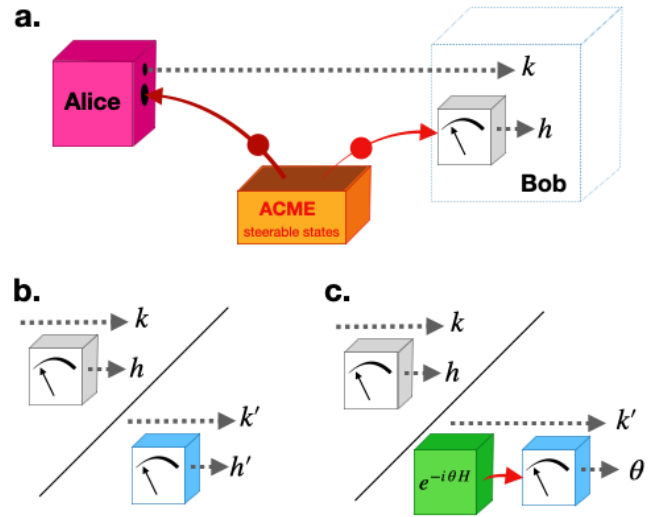 a.
Alice
k
h
Bob
ACME
steerable states
b.
k
h
k′
h′
c.
k
h
k′
e^{-iθH}
θ